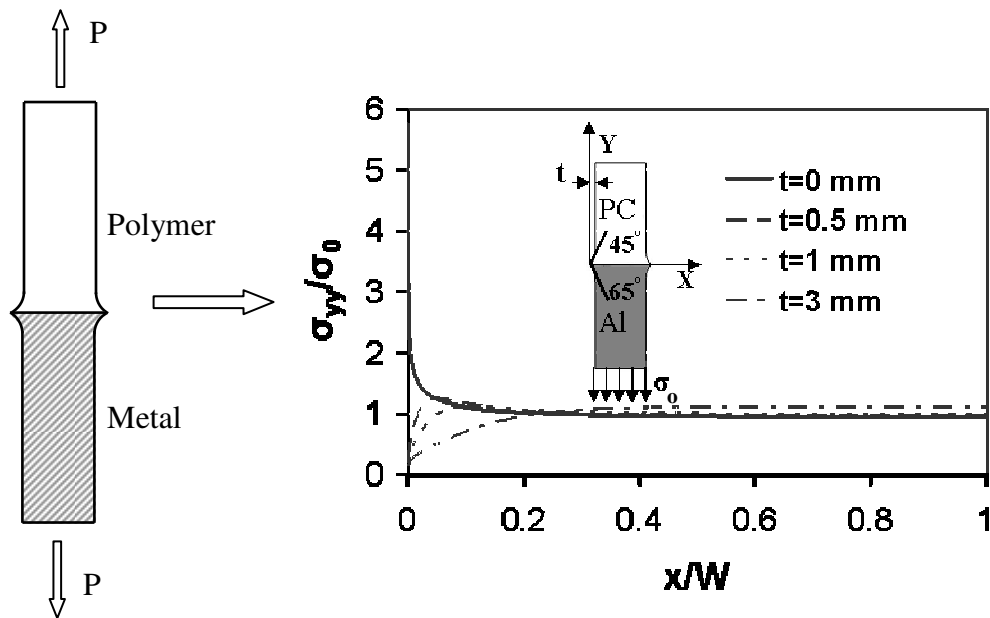 P
Polymer
Metal
P
σyy/σ0
6
5
4
3
2
1
0
0
0.2
0.4
0.6
0.8
1
x/W
Y
t
PC
45°
X
65°
Al
σo
t=0 mm
t=0.5 mm
t=1 mm
t=3 mm